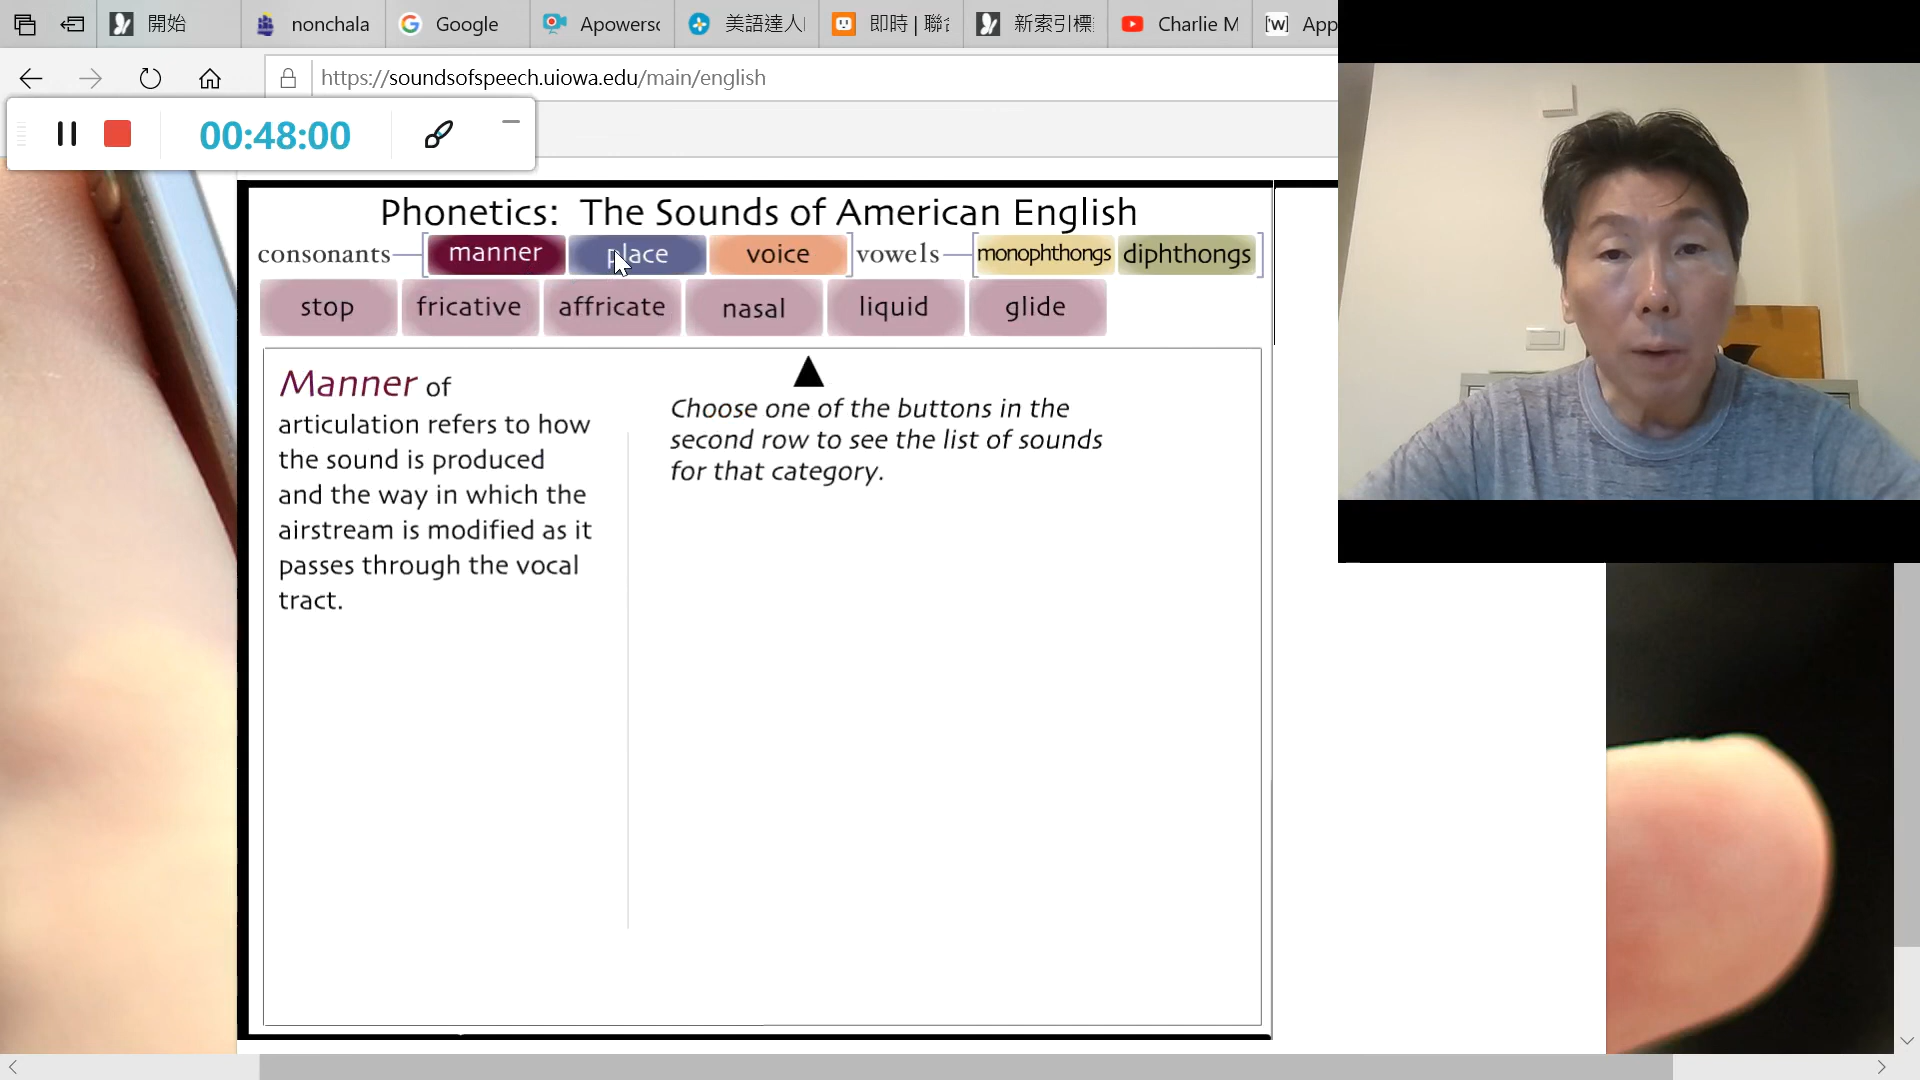 開始
nonchala
Google
Apowersc
美語達人
即時 | 聯
新索引標
Charlie M
App
https://soundsofspeech.uiowa.edu/main/english
00:48:00
Phonetics: The Sounds of American English
consonants manner place voice vowels monophthongs diphthongs
stop fricative affricate nasal liquid glide
Manner of
articulation refers to how
the sound is produced
and the way in which the
airstream is modified as it
passes through the vocal
tract.
Choose one of the buttons in the
second row to see the list of sounds
for that category.